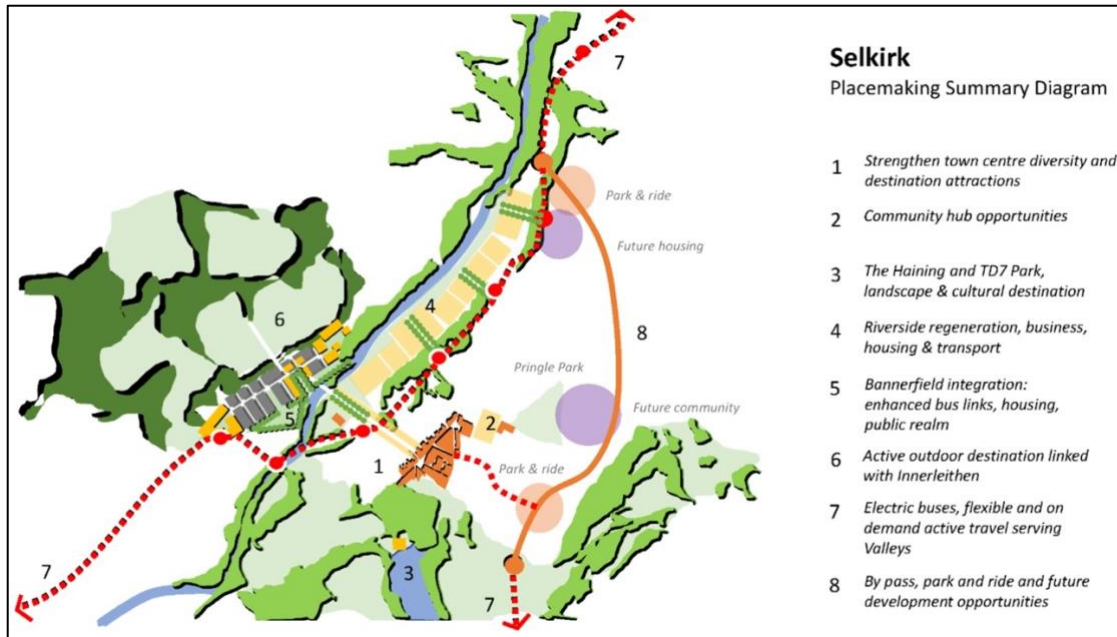 Selkirk
Placemaking Summary Diagram
1 Strengthen town centre diversity and
destination attractions
2 Community hub opportunities
3 The Haining and TD7 Park,
landscape & cultural destination
4 Riverside regeneration, business,
housing & transport
5 Bannerfield integration:
enhanced bus links, housing,
public realm
6 Active outdoor destination linked
with Innerleithen
7 Electric buses, flexible and on
demand active travel serving
Valleys
8 By pass, park and ride and future
development opportunities
7
Park & ride
Future housing
4
6
8
Pringle Park
Future community
5
2
1
Park & ride
3
7
7